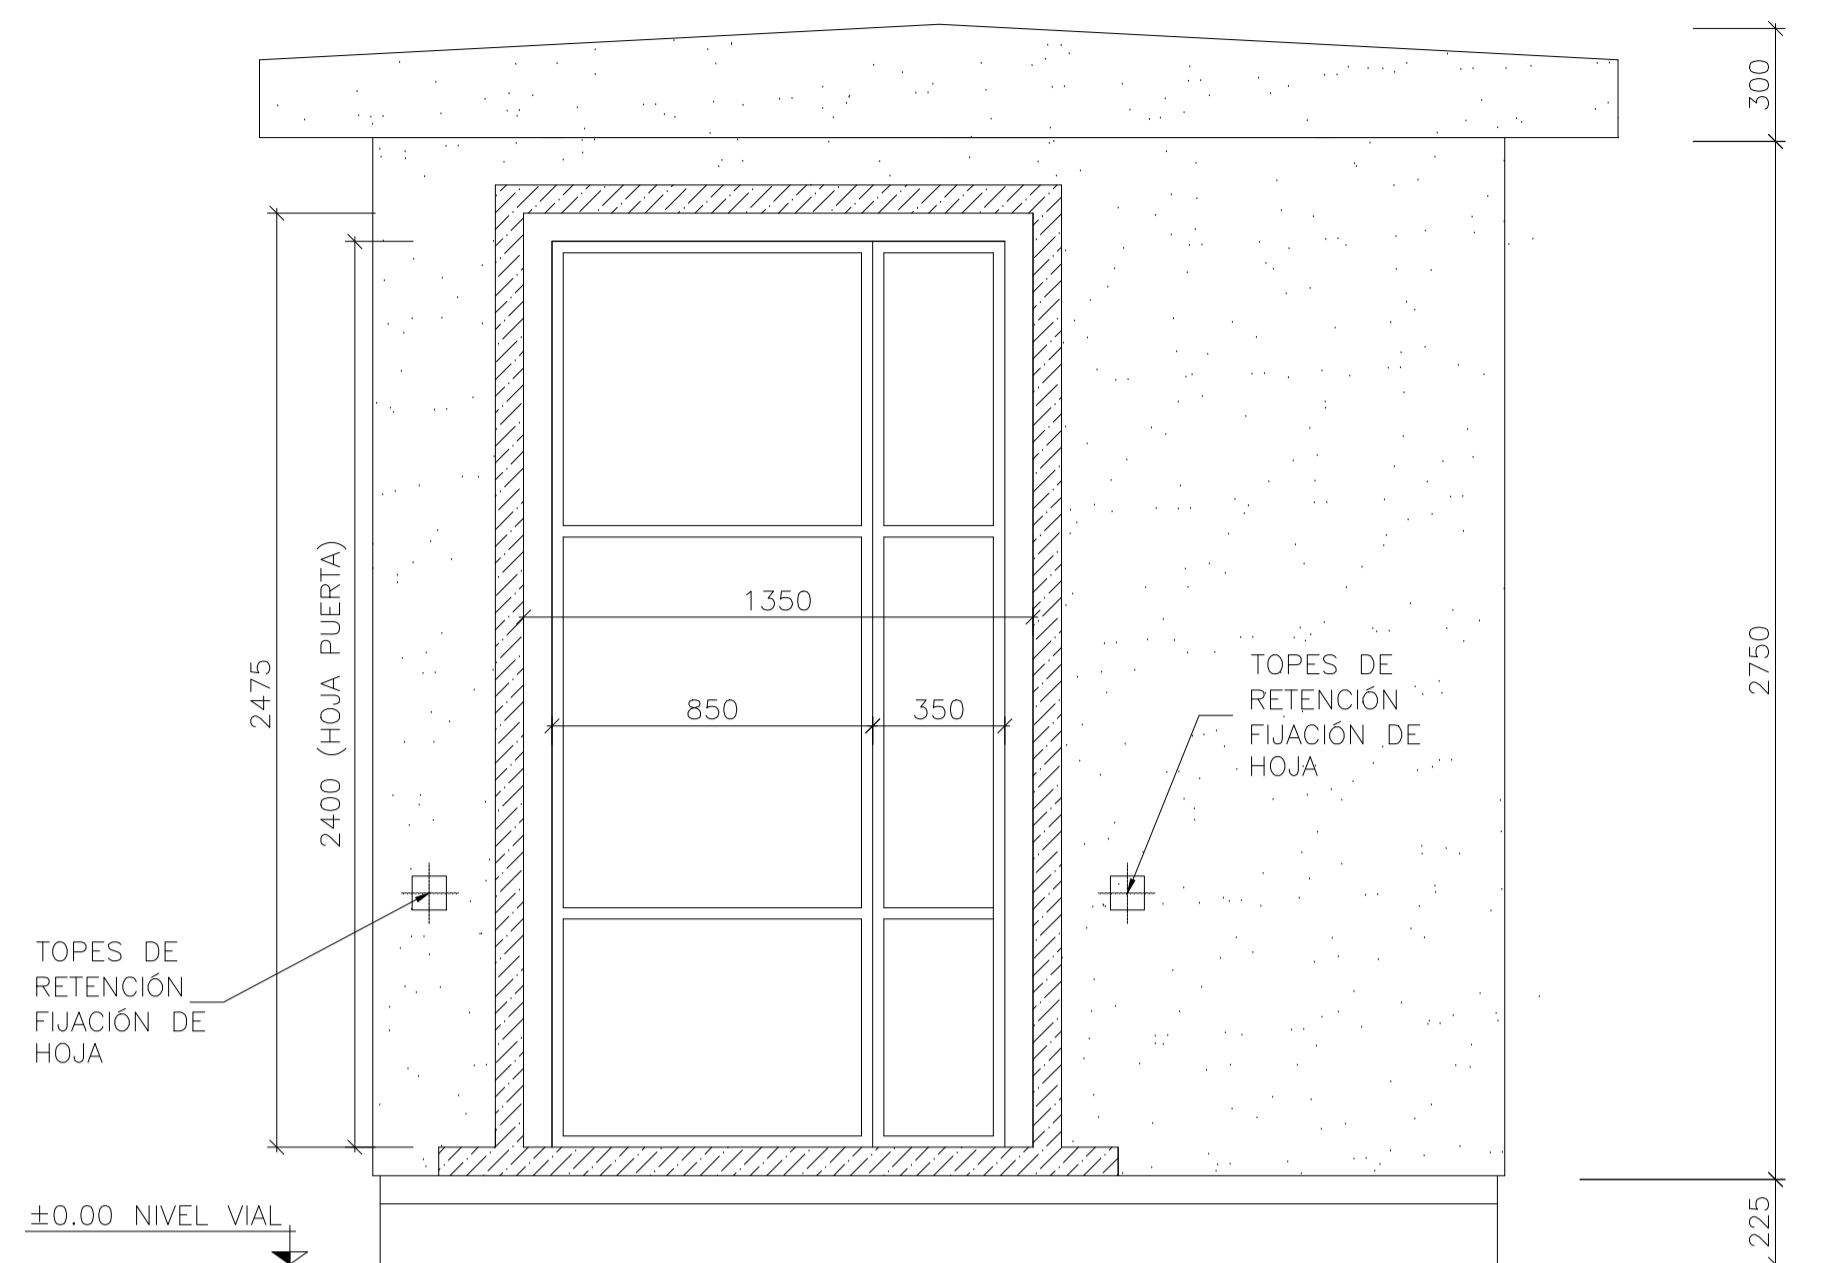 300
2475
2400 (HOJA PUERTA)
1350
850
350
2750
TOPES DE
RETENCIÓN
FIJACIÓN DE
HOJA
TOPES DE
RETENCIÓN
FIJACIÓN DE
HOJA
±0.00 NIVEL VIAL
225